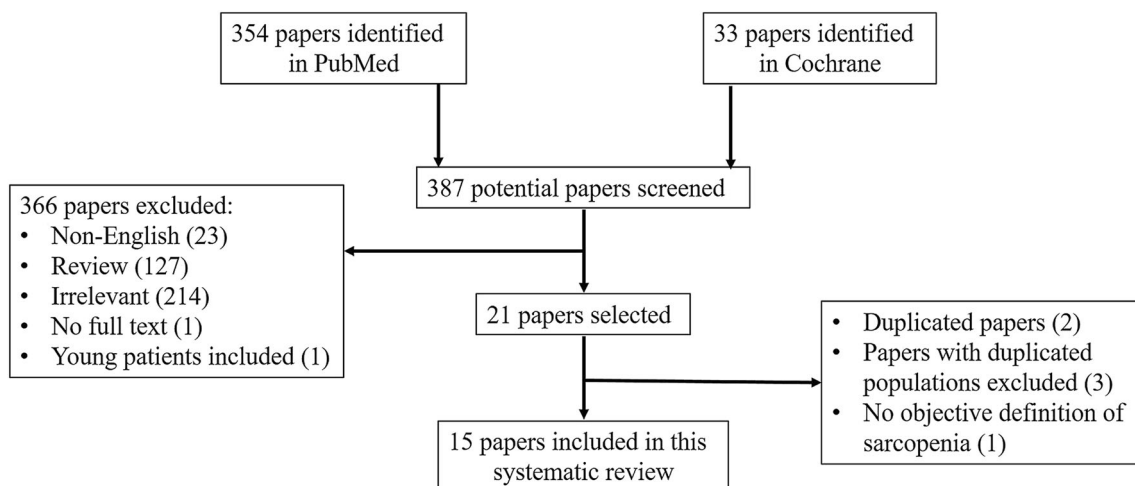 354 papers identified
in PubMed
33 papers identified
in Cochrane
387 potential papers screened
366 papers excluded:
• Non-English (23)
• Review (127)
• Irrelevant (214)
• No full text (1)
• Young patients included (1)
21 papers selected
• Duplicated papers (2)
• Papers with duplicated
populations excluded (3)
• No objective definition of
sarcopenia (1)
15 papers included in this
systematic review